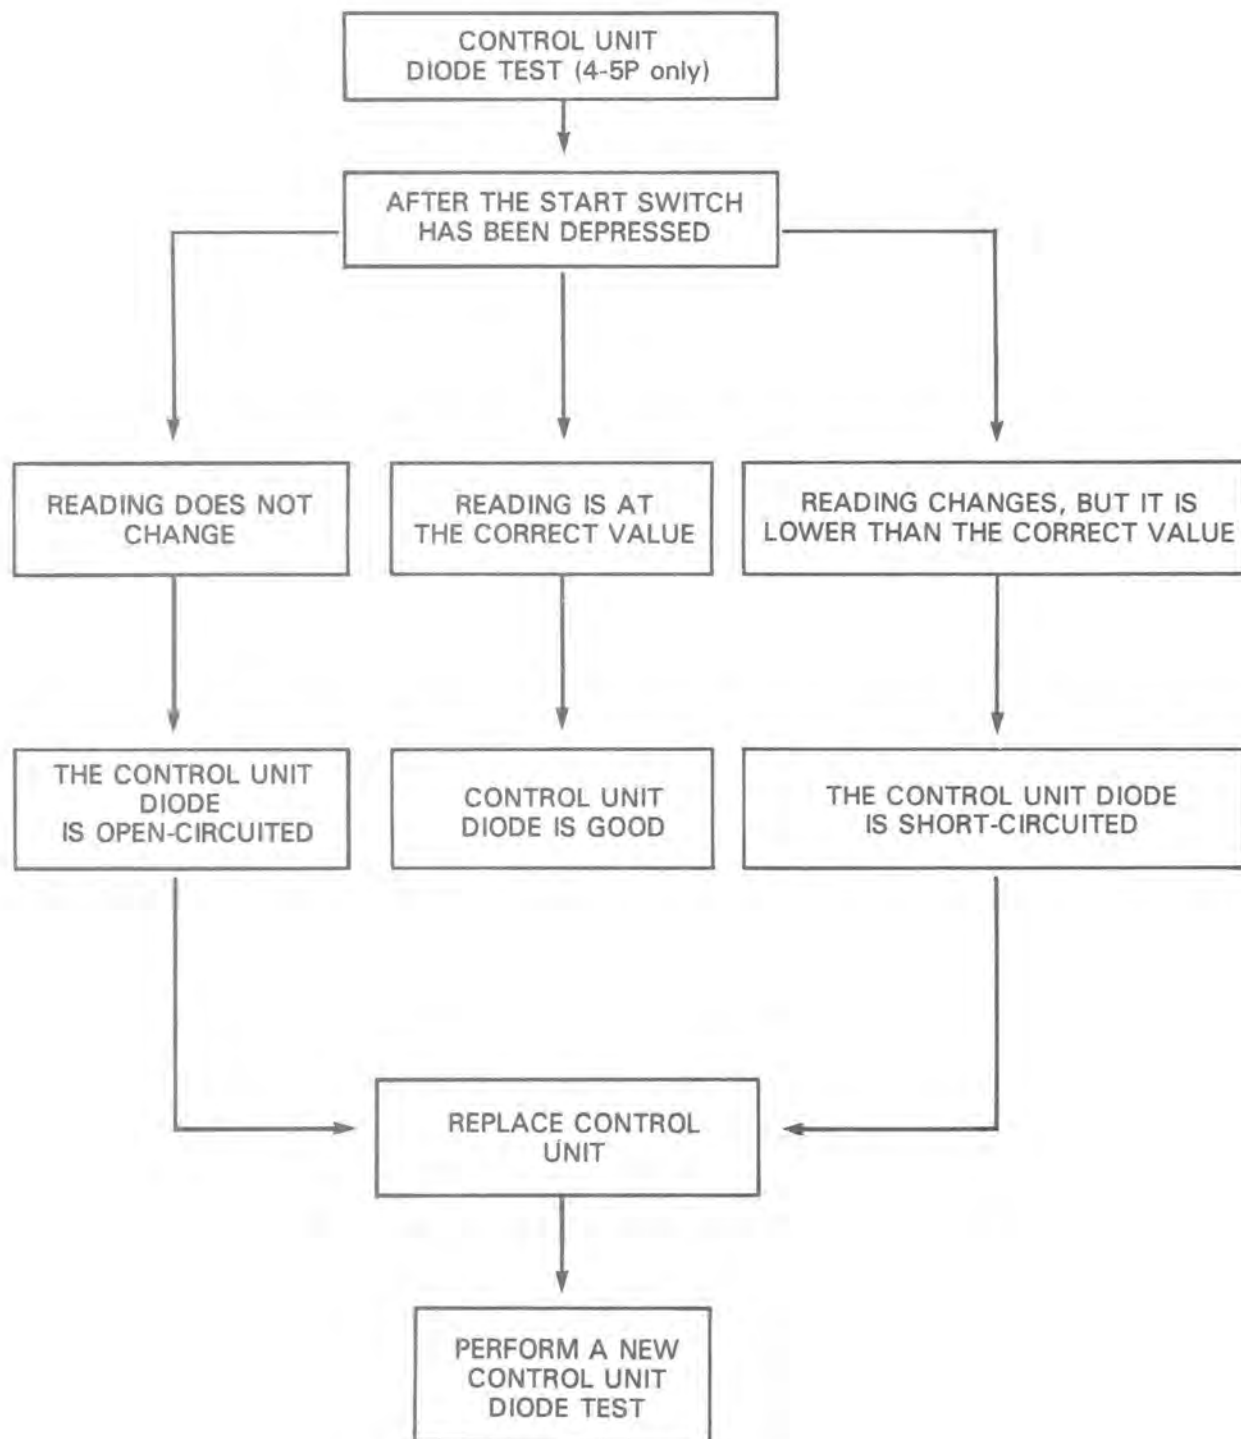 CONTROL UNIT
DIODE TEST (4-5P only)
AFTER THE START SWITCH
HAS BEEN DEPRESSED
READING DOES NOT
CHANGE
READING IS AT
THE CORRECT VALUE
READING CHANGES, BUT IT IS
LOWER THAN THE CORRECT VALUE
THE CONTROL UNIT
DIODE
IS OPEN-CIRCUITED
CONTROL UNIT
DIODE IS GOOD
THE CONTROL UNIT DIODE
IS SHORT-CIRCUITED
REPLACE CONTROL
UNIT
PERFORM A NEW
CONTROL UNIT
DIODE TEST